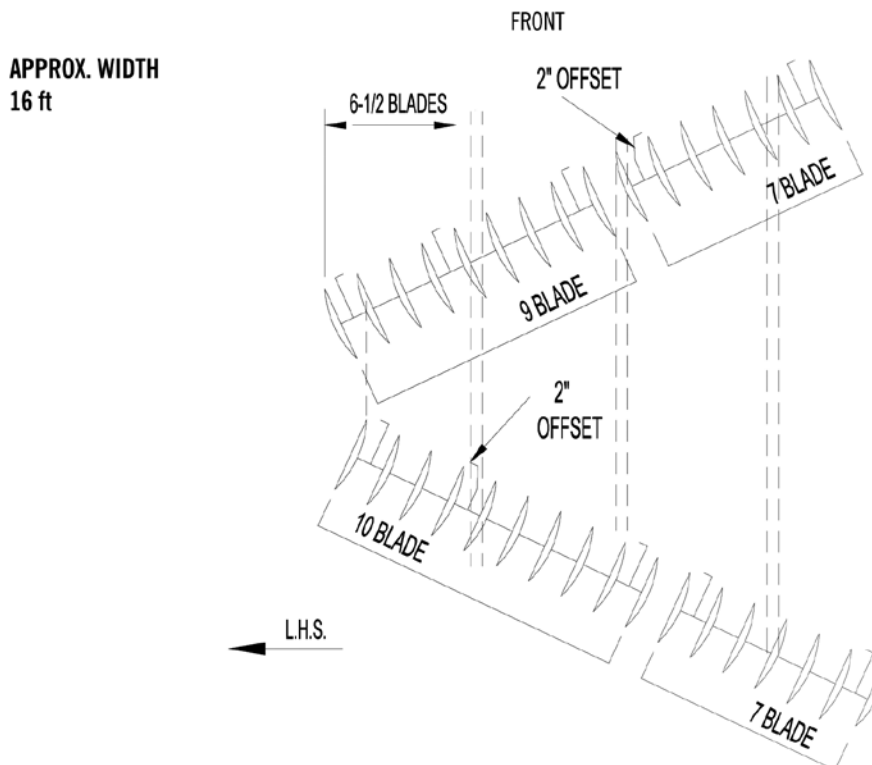 FRONT
APPROX. WIDTH
16 ft
6-1/2 BLADES
2" OFFSET
7 BLADE
9 BLADE
2"
OFFSET
10 BLADE
L.H.S.
7 BLADE